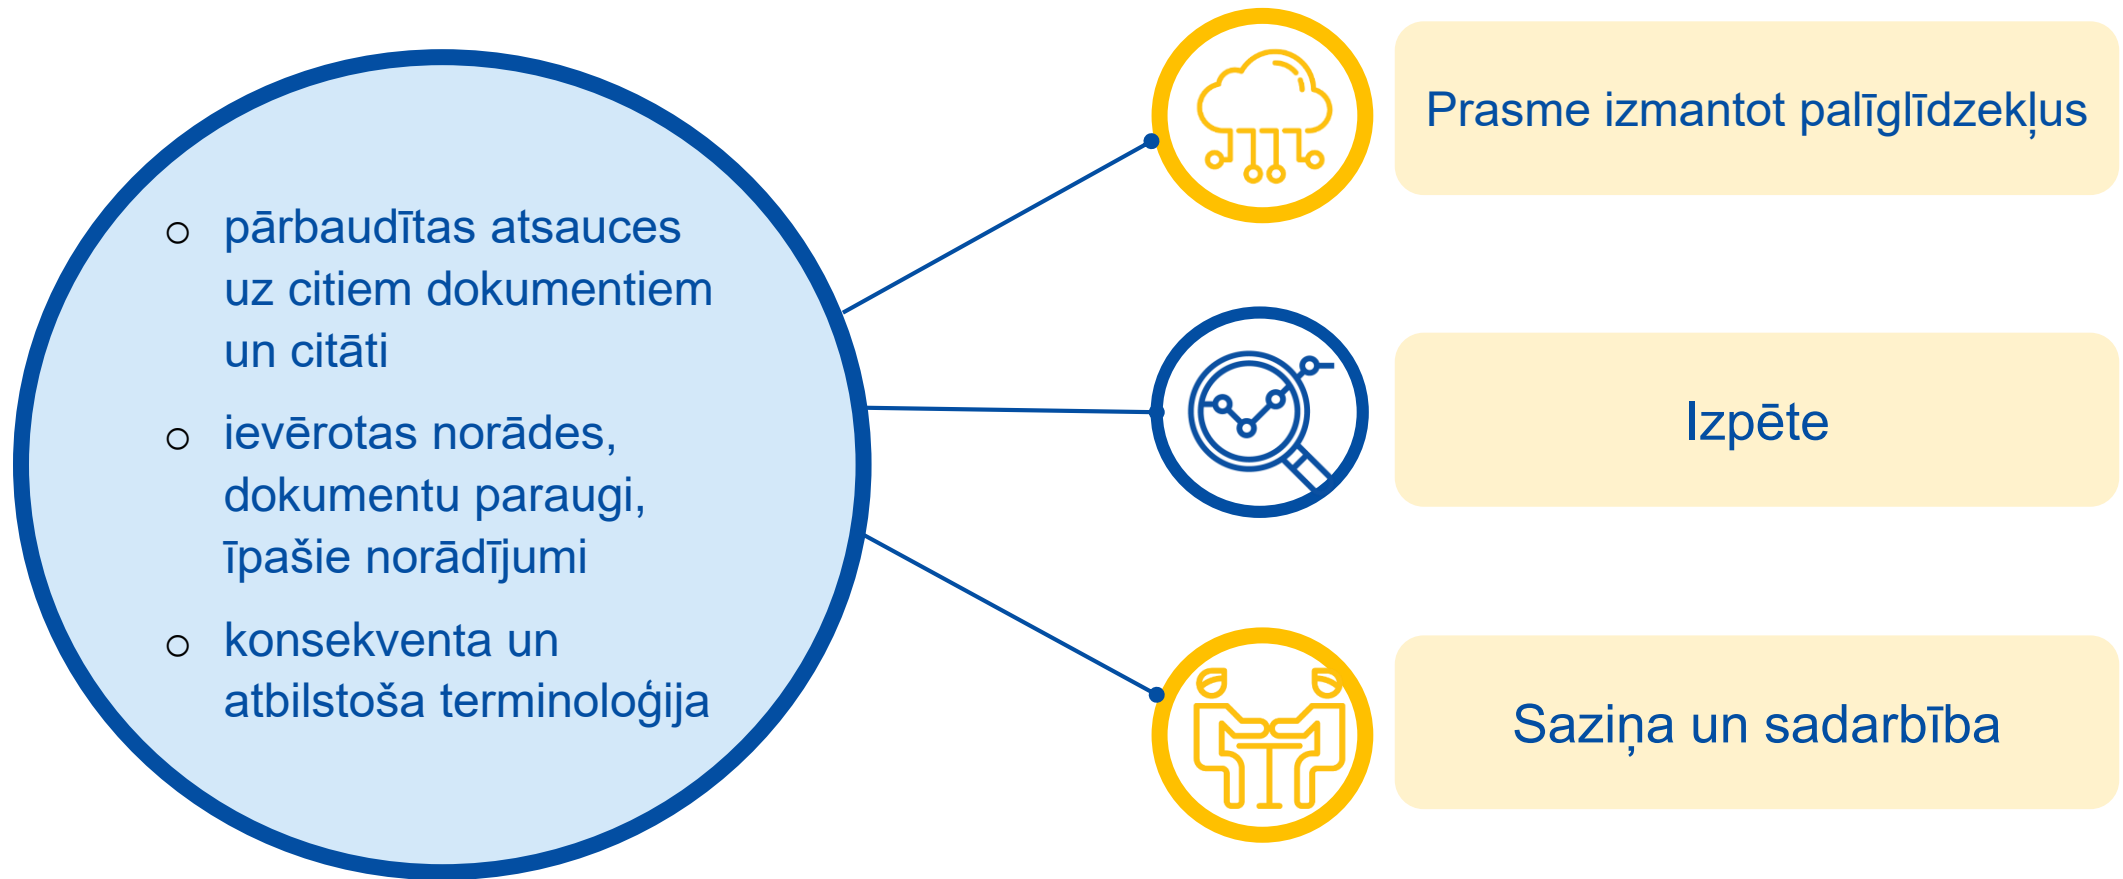 ○ pārbaudītas atsauces
uz citiem dokumentiem
un citāti
○ ievērotas norādes,
dokumentu paraugi,
īpašie norādījumi
○ konsekventa un
atbilstoša terminoloģija
Prasme izmantot palīglīdzekļus
Izpēte
Saziņa un sadarbība